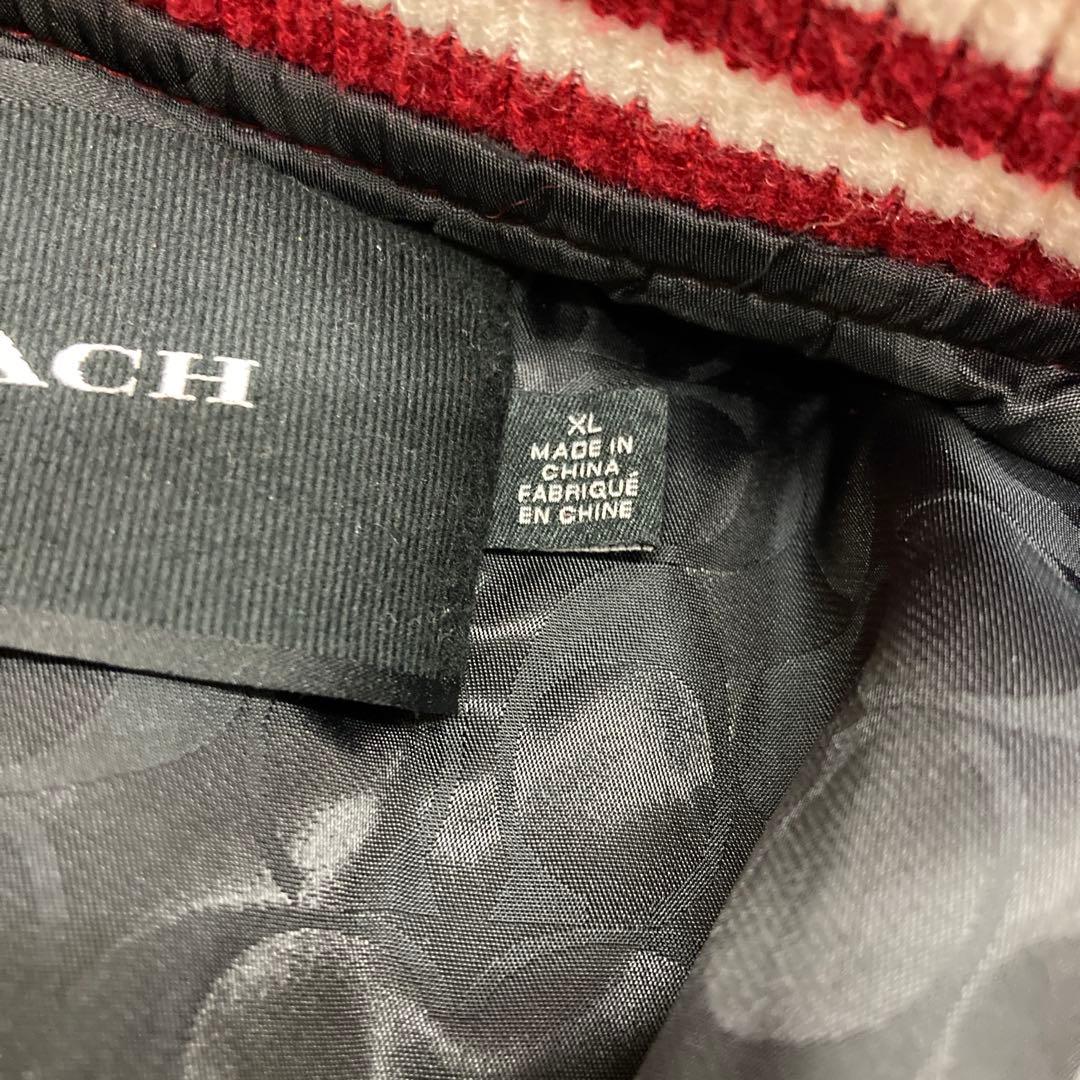 ACH
XL
MADE IN
CHINA
FABRIQUÉ
EN CHINE